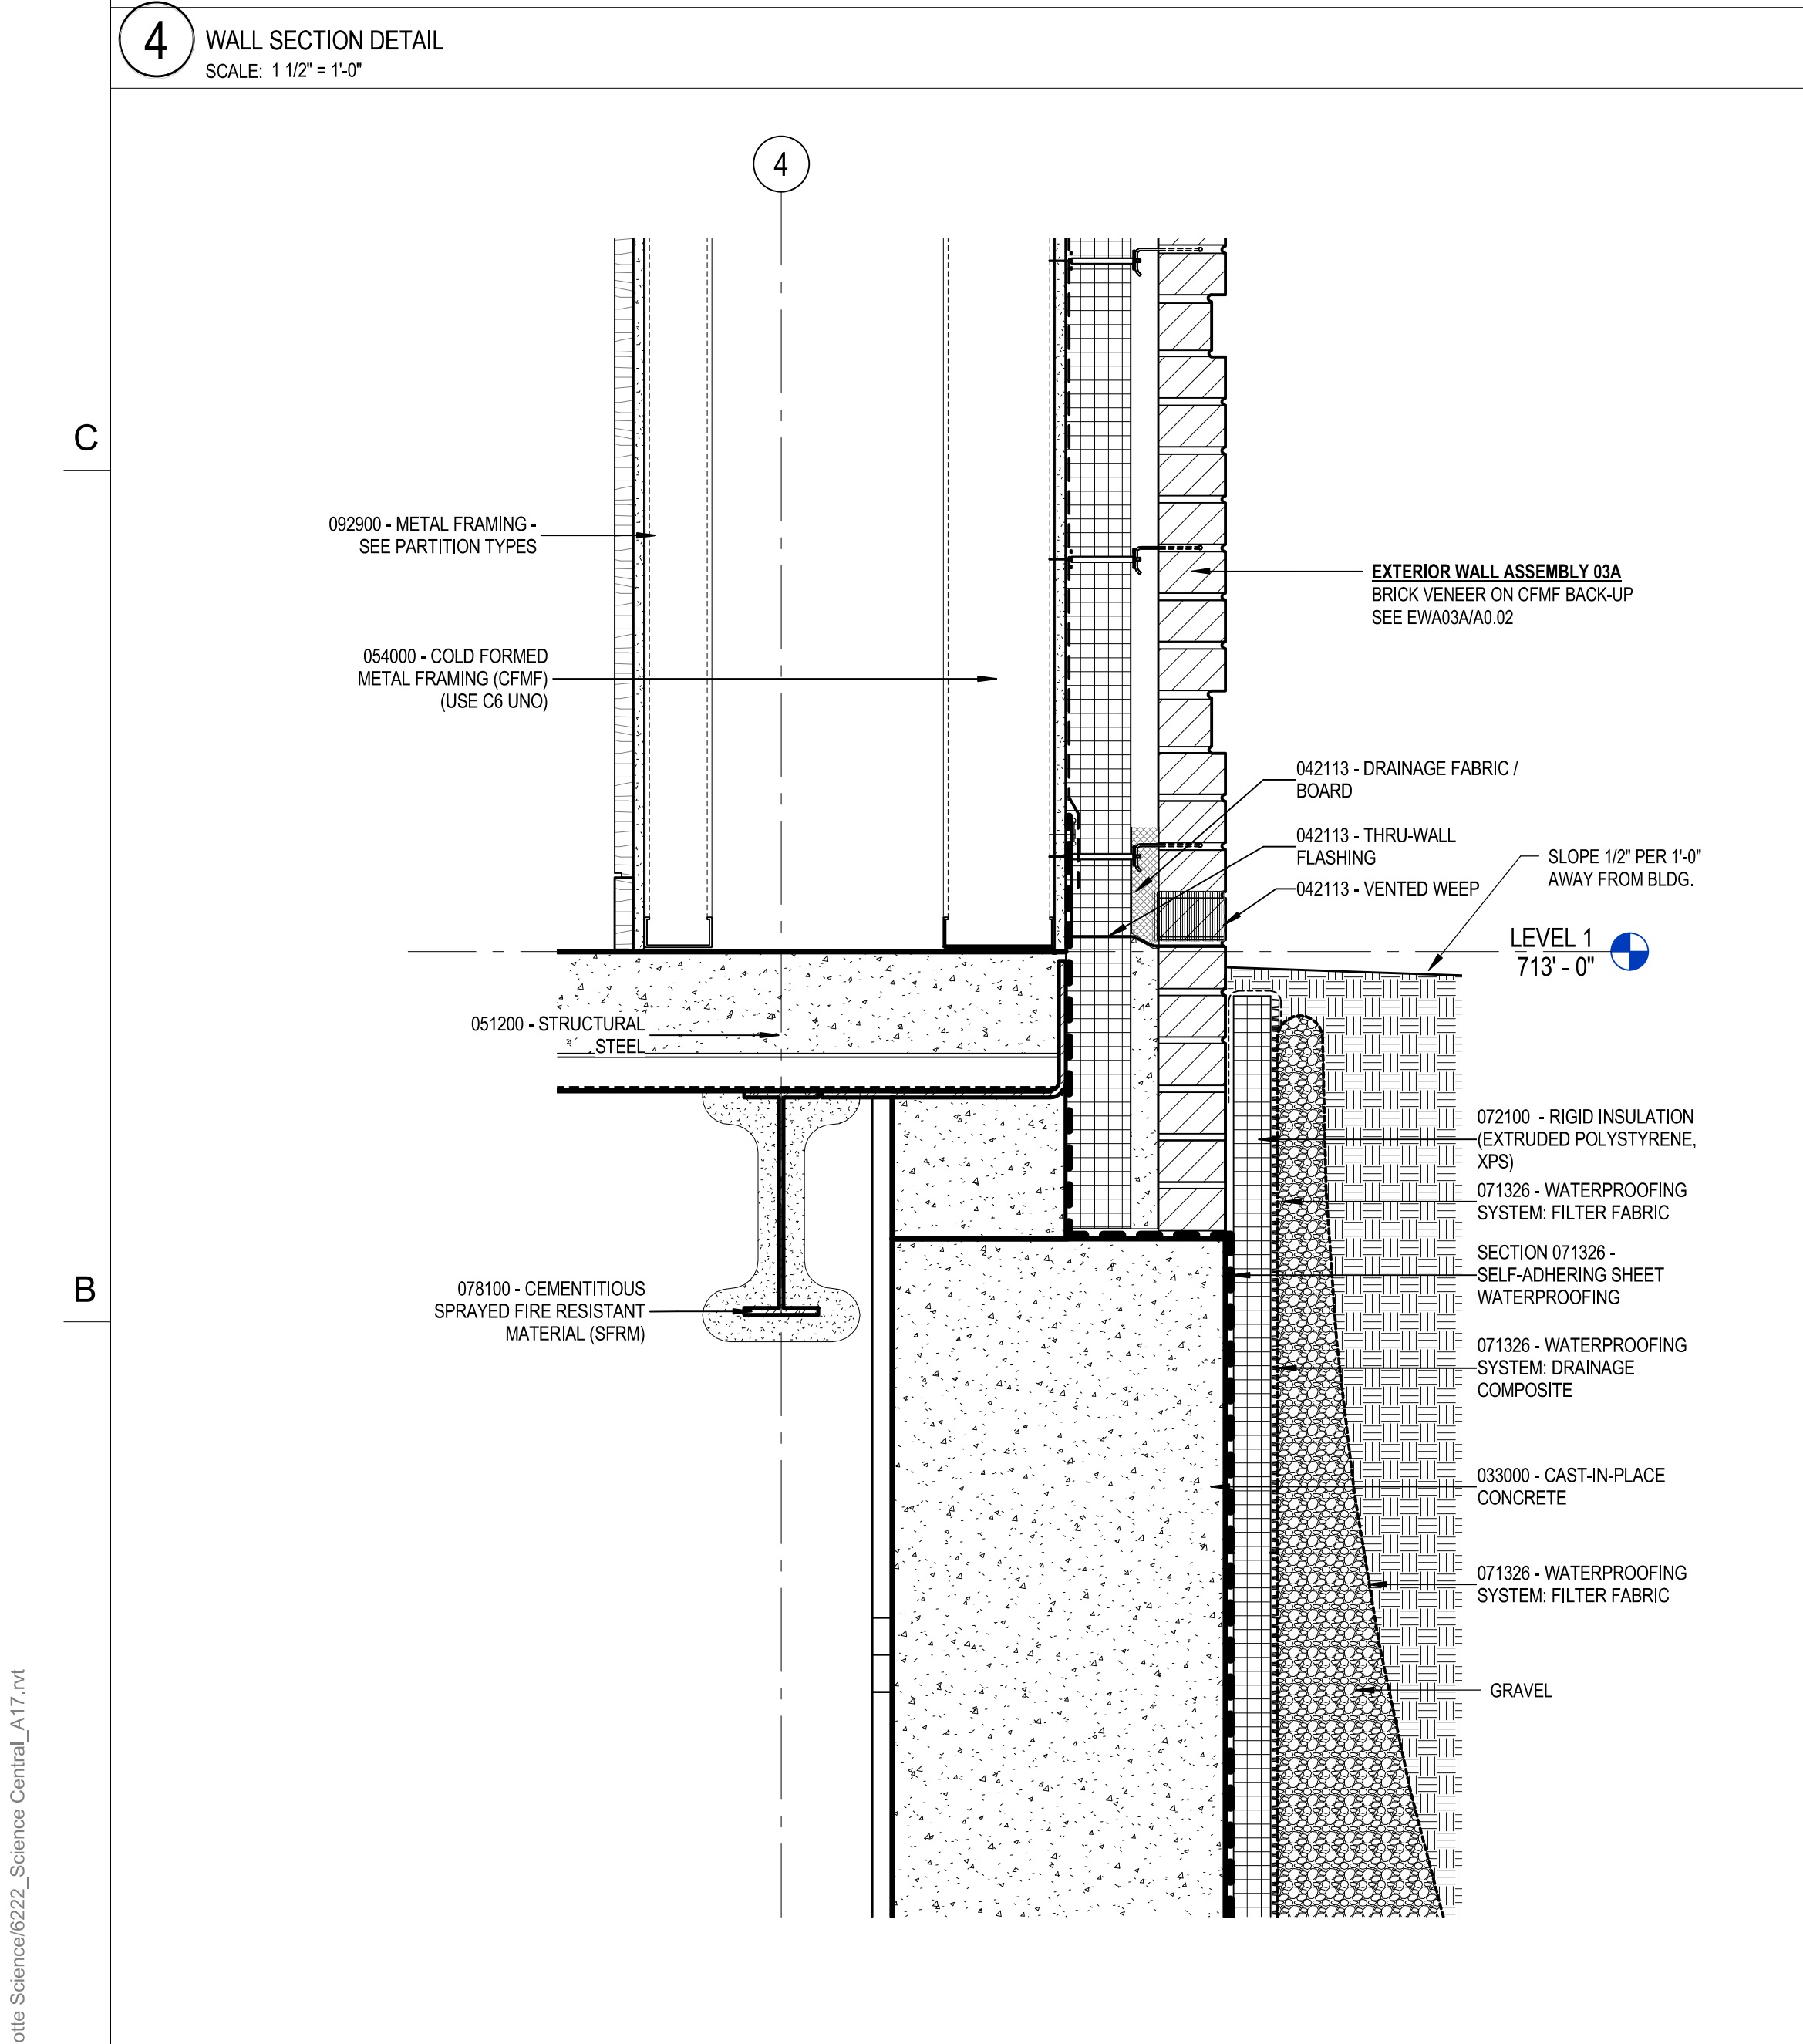 4
WALL SECTION DETAIL
SCALE: 1 1/2" = 1'-0"
4
C
092900 - METAL FRAMING -
SEE PARTITION TYPES
EXTERIOR WALL ASSEMBLY 03A
BRICK VENEER ON CFMF BACK-UP
SEE EWA03A/A0.02
054000 - COLD FORMED
METAL FRAMING (CFMF)
(USE C6 UNO)
042113 - DRAINAGE FABRIC /
BOARD
042113 - THRU-WALL
FLASHING
042113 - VENTED WEEP
SLOPE 1/2" PER 1'-0"
AWAY FROM BLDG.
LEVEL 1
713' - 0"
051200 - STRUCTURAL
STEEL
072100 - RIGID INSULATION
(EXTRUDED POLYSTYRENE,
XPS)
071326 - WATERPROOFING
SYSTEM: FILTER FABRIC
SECTION 071326 -
SELF-ADHERING SHEET
WATERPROOFING
B
078100 - CEMENTITIOUS
SPRAYED FIRE RESISTANT
MATERIAL (SFRM)
071326 - WATERPROOFING
SYSTEM: DRAINAGE
COMPOSITE
033000 - CAST-IN-PLACE
CONCRETE
071326 - WATERPROOFING
SYSTEM: FILTER FABRIC
GRAVEL
otte Science/6222_Science Central_A17.rvt